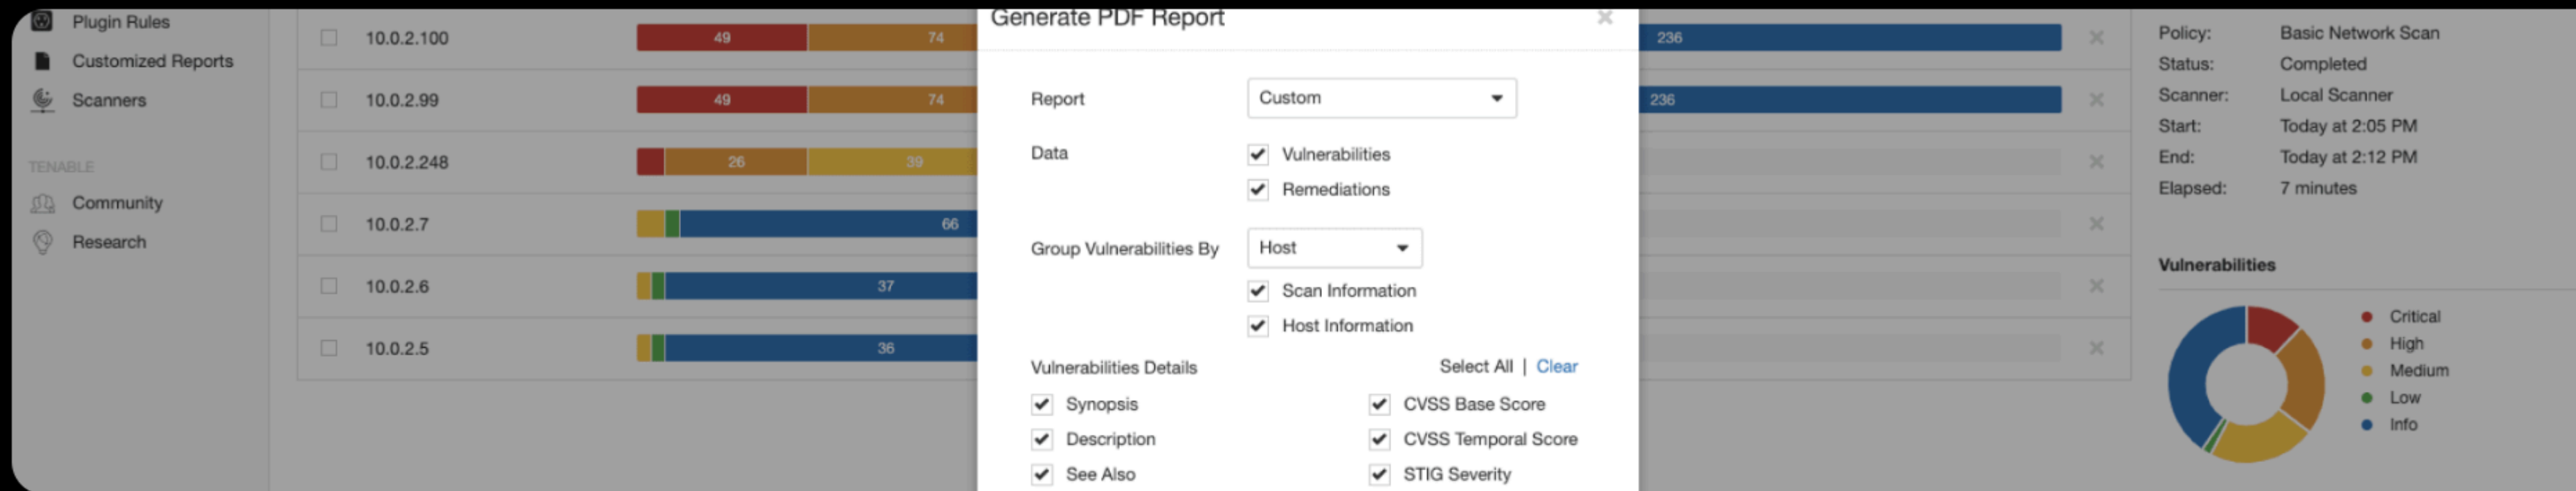 Plugin Rules
Customized Reports
Scanners
TENABLE
Community
Research
10.0.2.100 49 74 236
10.0.2.99 49 74 236
10.0.2.248 26 39
10.0.2.7 66
10.0.2.6 37
10.0.2.5 36
Generate PDF Report
Report Custom
Data Vulnerabilities
Remediations
Group Vulnerabilities By Host
Scan Information
Host Information
Vulnerabilities Details Select All | Clear
Synopsis CVSS Base Score
Description CVSS Temporal Score
See Also STIG Severity
Policy: Basic Network Scan
Status: Completed
Scanner: Local Scanner
Start: Today at 2:05 PM
End: Today at 2:12 PM
Elapsed: 7 minutes
Vulnerabilities
Critical
High
Medium
Low
Info